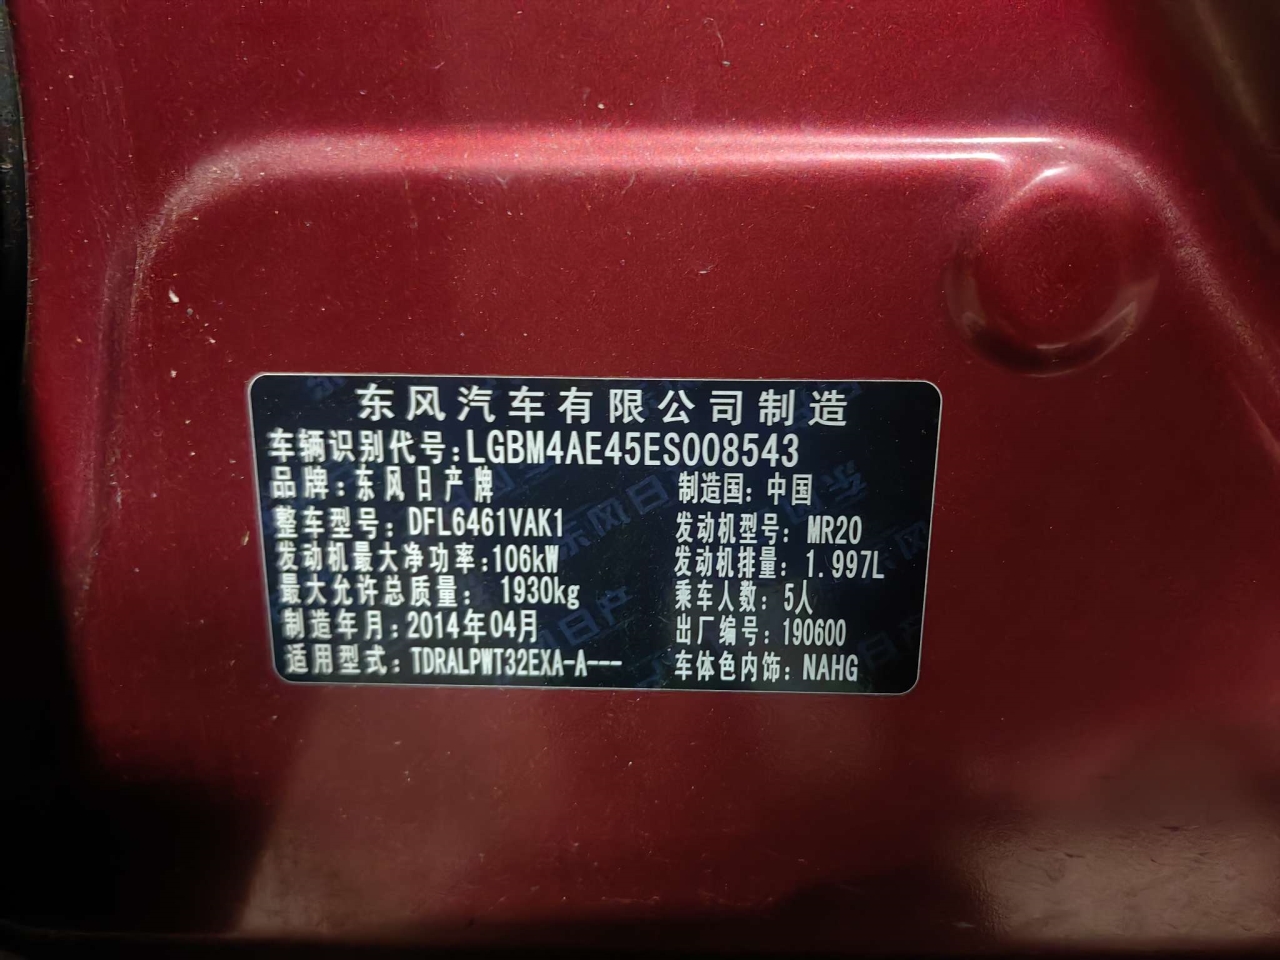 东风汽车有限公司制造
车辆识别代号:LGBM4AE45ES008543
品牌:东风日产牌 制造国:中国
整车型号:DFL6461VAK1 发动机型号:MR20
发动机最大净功率:106kW 发动机排量:1.997L
最大允许总质量:1930kg 乘车人数:5人
制造年月:2014年04月 出厂编号:190600
适用型式:TDRALPWT32EXA-A--- 车体色内饰:NAHG